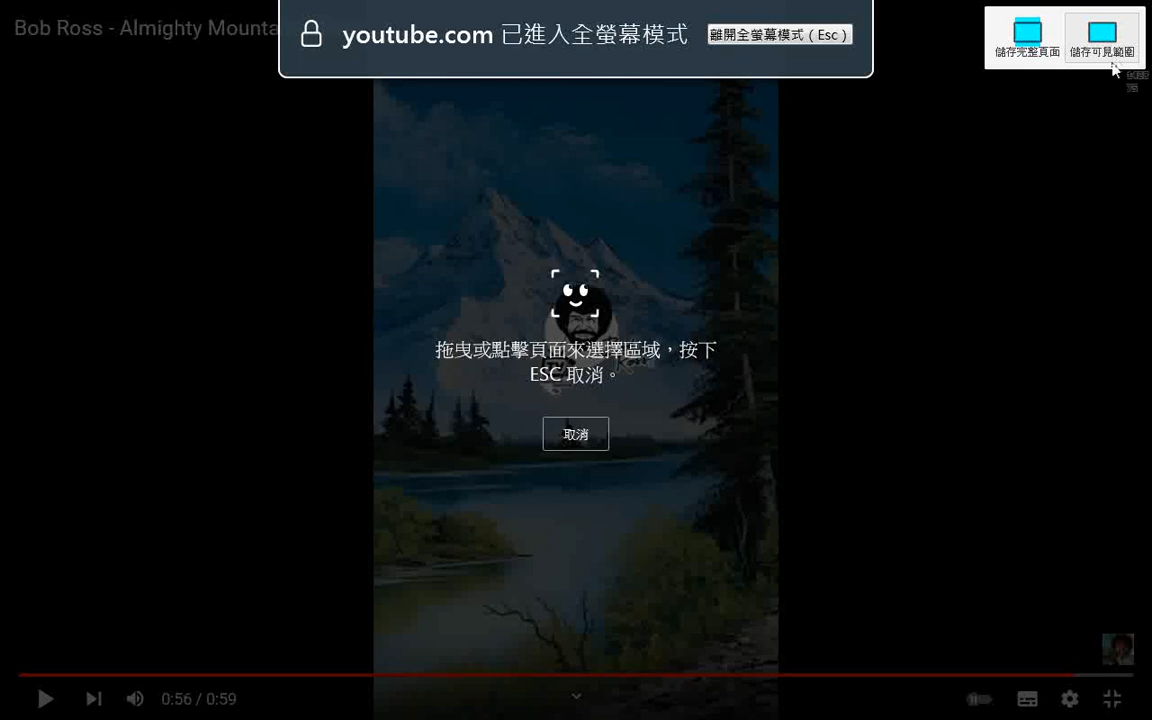 Bob Ross - Almighty Mounta
youtube.com 已進入全螢幕模式
離開全螢幕模式（Esc）
儲存完整頁面
儲存可見範圍
拖曳或點擊頁面來選擇區域，按下
ESC 取消。
取消
0:56 / 0:59